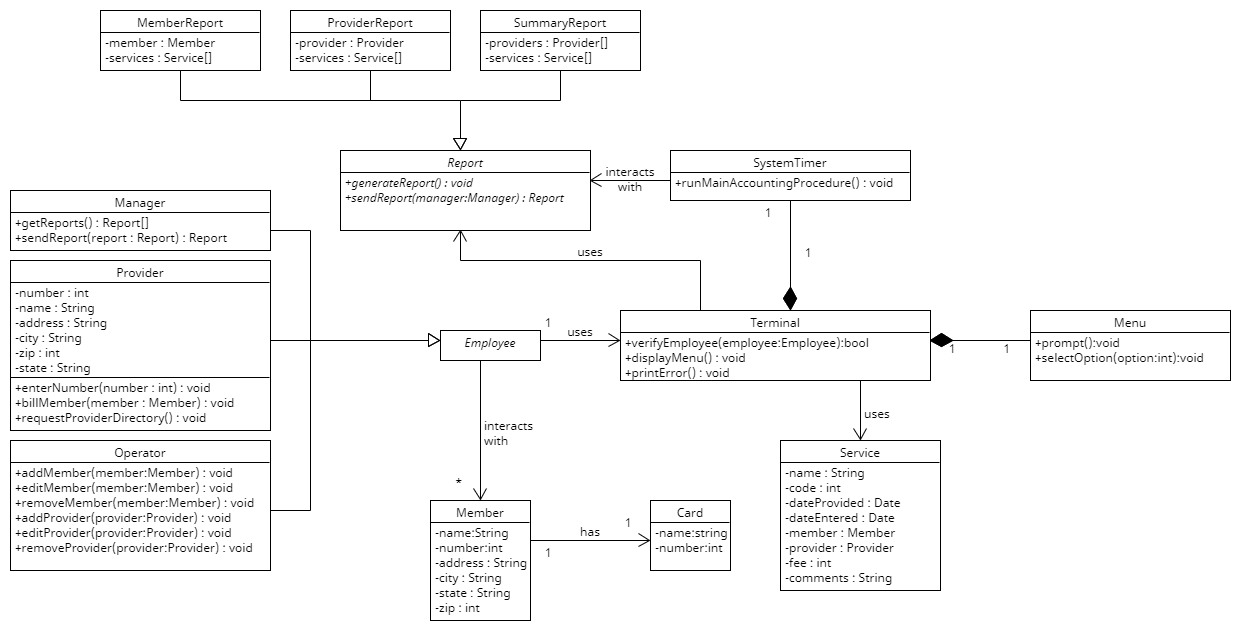 MemberReport
-member : Member
-services : Service[]
ProviderReport
-provider : Provider
-services : Service[]
SummaryReport
-providers : Provider[]
-services : Service[]
Report
+generateReport() : void
+sendReport(manager:Manager) : Report
interacts
with
SystemTimer
+runMainAccountingProcedure() : void
1
1
Manager
+getReports() : Report[]
+sendReport(report : Report) : Report
uses
Provider
-number : int
-name : String
-address : String
-city : String
-zip : int
-state : String
+enterNumber(number : int) : void
+billMember(member : Member) : void
+requestProviderDirectory() : void
Employee
1
uses
Terminal
+verifyEmployee(employee:Employee):bool
+displayMenu() : void
+printError() : void
1
1
Menu
+prompt():void
+selectOption(option:int):void
interacts
with
*
uses
Operator
+addMember(member:Member) : void
+editMember(member:Member) : void
+removeMember(member:Member) : void
+addProvider(provider:Provider) : void
+editProvider(provider:Provider) : void
+removeProvider(provider:Provider) : void
Member
-name:String
-number:int
-address : String
-city : String
-state : String
-zip : int
1
has
1
Card
-name:string
-number:int
Service
-name : String
-code : int
-dateProvided : Date
-dateEntered : Date
-member : Member
-provider : Provider
-fee : int
-comments : String